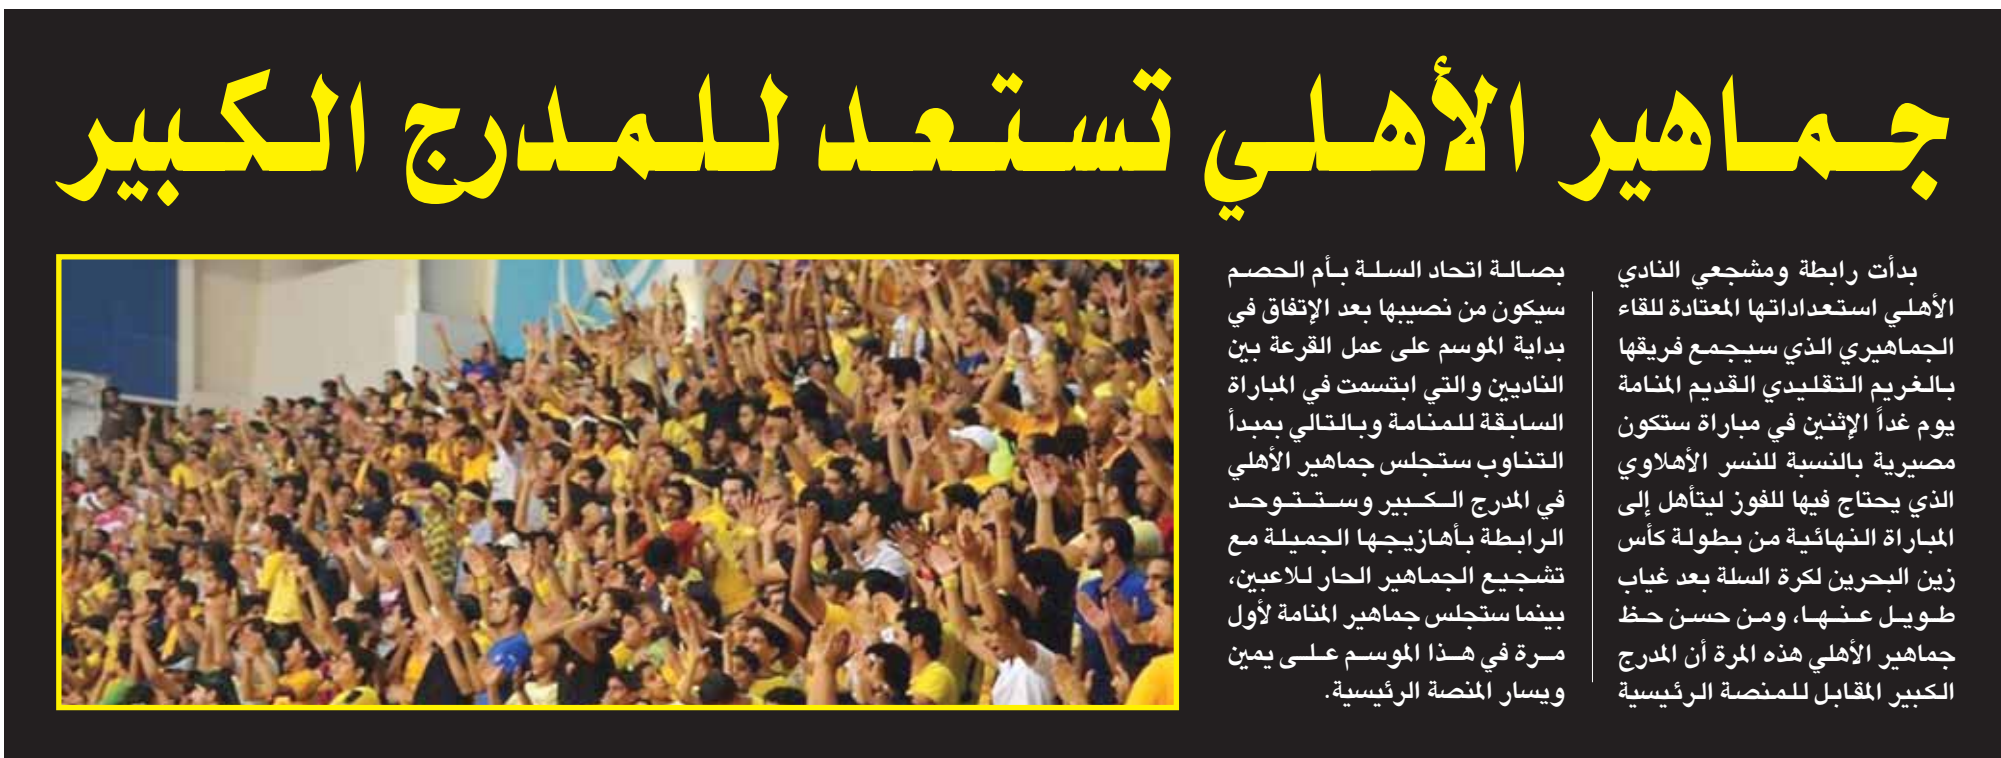 جماهير الأهلي تستعد للمدرج الكبير
بدأت رابطة ومشجعي النادي
الأهلي استعداداتها المعتادة للقاء
الجماهيري الذي سيجمع فريقها
بالغريم التقليدي القديم المنامة
يوم غداً الإثنين في مباراة ستكون
مصيرية بالنسبة للنسر الأهلاوي
الذي يحتاج فيها للفوز ليتأهل إلى
المباراة النهائية من بطولة كأس
زين البحرين لكرة السلة بعد غياب
طويل عنها، ومن حسن حظ
جماهير الأهلي هذه المرة أن المدرج
الكبير المقابل للمنصة الرئيسية
بصالة اتحاد السلة بأم الحصم
سيكون من نصيبها بعد الإتفاق في
بداية الموسم على عمل القرعة بين
الناديين والتي ابتسمت في المباراة
السابقة للمنامة وبالتالي بمبدأ
التناوب ستجلس جماهير الأهلي
في المدرج الكبير وستتوحد
الرابطة بأهازيجها الجميلة مع
تشجيع الجماهير الحار للاعبين،
بينما ستجلس جماهير المنامة لأول
مرة في هذا الموسم على يمين
ويسار المنصة الرئيسية.